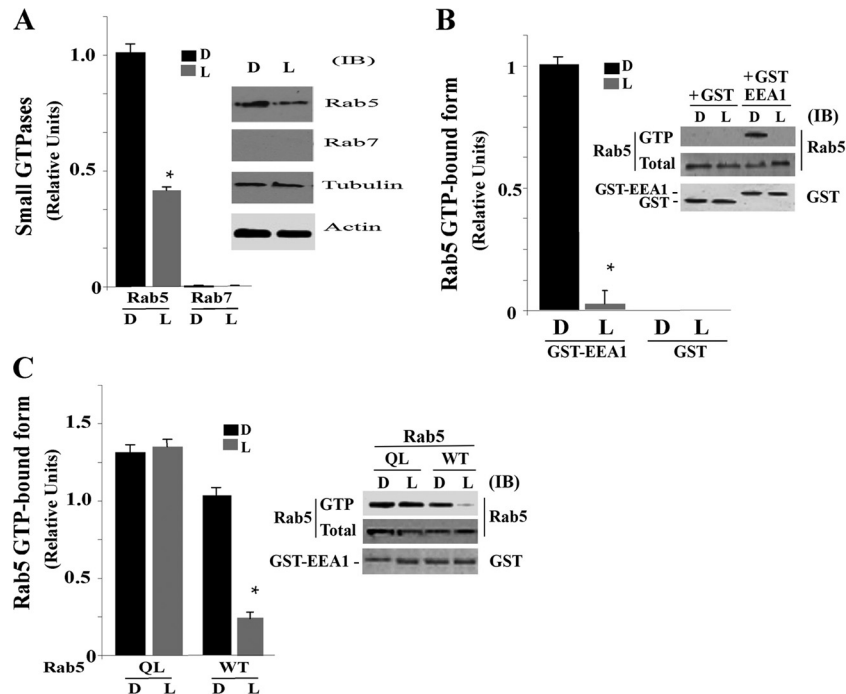 A
Small GTPases
(Relative Units)
1.0
0.5
0
D
L
*
Rab5 Rab7
D L D L
D L (IB)
Rab5
Rab7
Tubulin
Actin
B
Rab5 GTP-bound form
(Relative Units)
1
0.5
0
D
L
*
D L D L
GST-EEA1 GST
+GST +GST EEA1
D L D L (IB)
Rab5 GTP Rab5
Total
GST-EEA1 -
GST - GST
C
Rab5 GTP-bound form
(Relative Units)
1.5
1.0
0.5
0
D
L
*
Rab5 QL WT
D L D L
Rab5
QL WT
D L D L (IB)
Rab5 GTP Rab5
Total
GST-EEA1 - GST